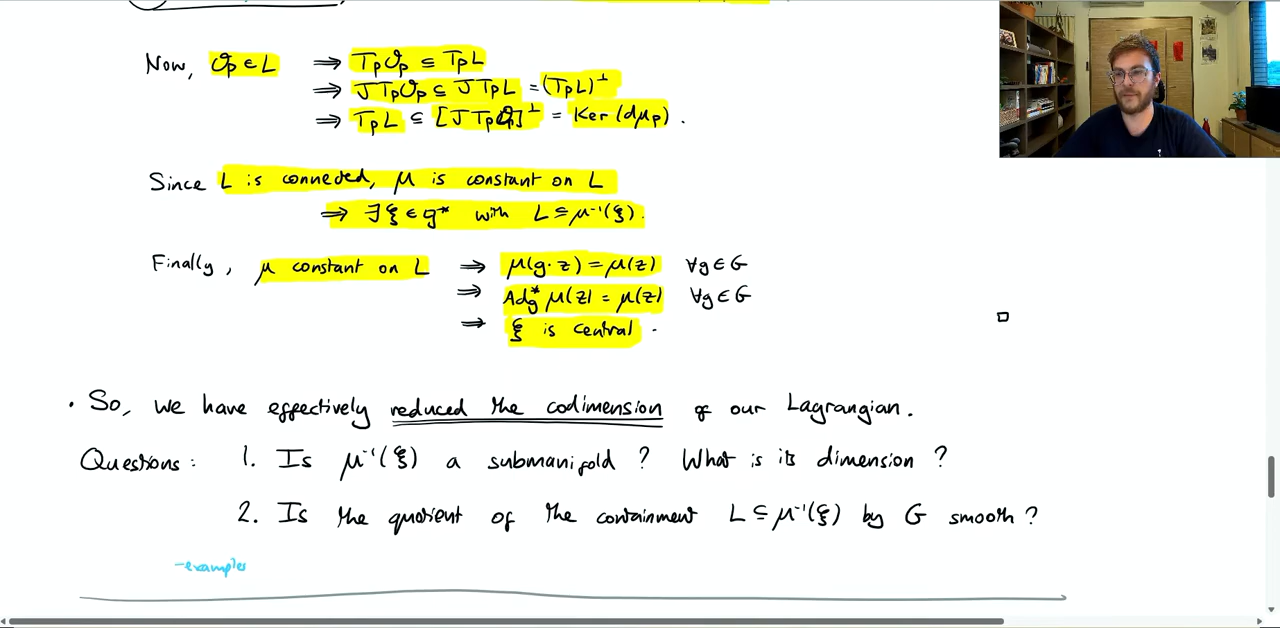 Now, 𝒪p ∈ L ⇒ Tp𝒪p ⊆ TpL
⇒ JTp𝒪p ⊆ JTpL = (TpL)^⊥
⇒ TpL ⊆ [JTp𝒪p]^⊥ = Ker(dμp).
Since L is conneded, μ is constant on L
⇒ ∃ξ ∈ g* with L ⊆ μ⁻¹(ξ).
Finally, μ constant on L ⇒ μ(g·z) = μ(z) ∀g ∈ G
⇒ Adg* μ(z) = μ(z) ∀g ∈ G
⇒ ξ is central. □
• So, we have effectively reduced the codimension of our Lagrangian.
Questions: 1. Is μ⁻¹(ξ) a submanifold? What is its dimension?
2. Is the quotient of the containment L ⊆ μ⁻¹(ξ) by G smooth?
-examples